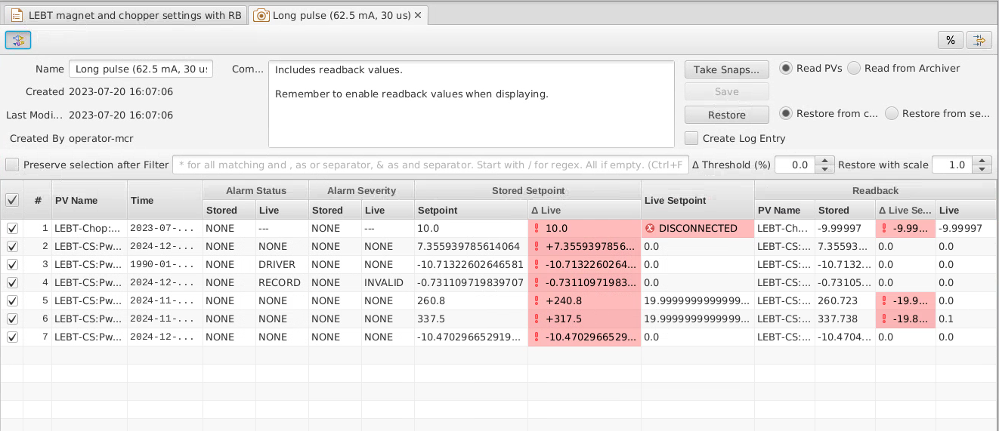 LEBT magnet and chopper settings with RB
Long pulse (62.5 mA, 30 us)
%
Name Long pulse (62.5 mA, 30 u: Com... Includes readback values.
Remember to enable readback values when displaying.
Take Snaps... Read PVs Read from Archiver
Created 2023-07-20 16:07:06
Save
Last Modi... 2023-07-20 16:07:06
Restore Restore from c... Restore from se...
Created By operator-mcr
Create Log Entry
Preserve selection after Filter * for all matching and , as or separator, & as and separator. Start with / for regex. All if empty. (Ctrl+F Δ Threshold (%) 0.0 Restore with scale 1.0
Alarm Status Alarm Severity Stored Setpoint Readback
# PV Name Time Stored Live Stored Live Setpoint Δ Live Live Setpoint PV Name Stored Δ Live Se... Live
1 LEBT-Chop:... 2023-07-... NONE --- NONE --- 10.0 10.0 DISCONNECTED LEBT-Ch... -9.99997 -9.99... -9.99997
2 LEBT-CS:Pw... 2024-12-... NONE NONE NONE NONE 7.355939785614064 +7.3559397856... 0.0 LEBT-CS:... 7.35593... 0.0 0.0
3 LEBT-CS:Pw... 1990-01-... NONE DRIVER NONE NONE -10.71322602646581 -10.7132260264... 0.0 LEBT-CS:... -10.7132... 0.0 0.0
4 LEBT-CS:Pw... 2024-12-... NONE RECORD NONE INVALID -0.731109719839707 -0.73110971983... 0.0 LEBT-CS:... -0.73105... 0.0 0.0
5 LEBT-CS:Pw... 2024-11-... NONE NONE NONE NONE 260.8 +240.8 19.9999999999999... LEBT-CS:... 260.723 -19.9... 0.0
6 LEBT-CS:Pw... 2024-11-... NONE NONE NONE NONE 337.5 +317.5 19.9999999999999... LEBT-CS:... 337.738 -19.8... 0.1
7 LEBT-CS:Pw... 2024-12-... NONE NONE NONE NONE -10.4702966652919... -10.4702966529... 0.0 LEBT-CS:... -10.4704... 0.0 0.0